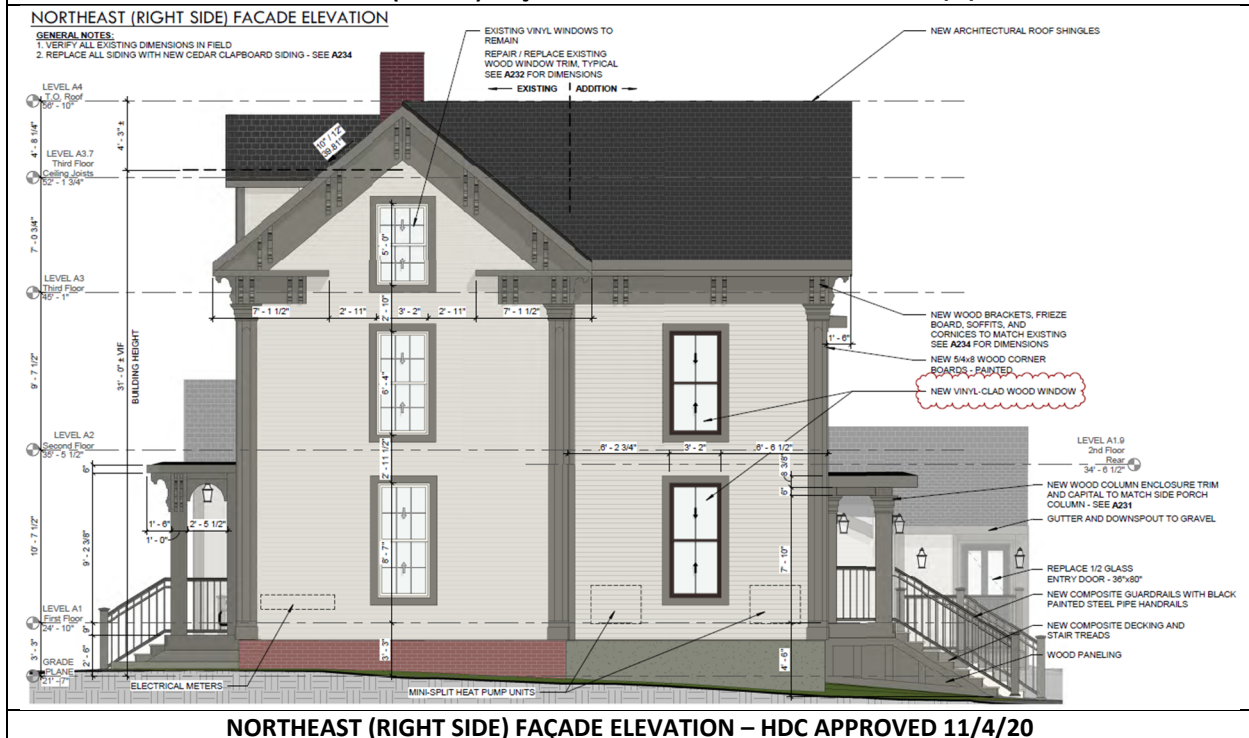 NORTHEAST (RIGHT SIDE) FAÇADE ELEVATION
GENERAL NOTES:
1. VERIFY ALL EXISTING DIMENSIONS IN FIELD
2. REPLACE ALL SIDING WITH NEW CEDAR CLAPBOARD SIDING - SEE A234
EXISTING VINYL WINDOWS TO
REMAIN
REPAIR / REPLACE EXISTING
WOOD WINDOW TRIM, TYPICAL
SEE A232 FOR DIMENSIONS
EXISTING
ADDITION
NEW ARCHITECTURAL ROOF SHINGLES
LEVEL A4
T.O. Roof
56' - 10"
4' - 8 1/4"
4' - 3" ±
10" / 12"
39.81°
LEVEL A3.7
Third Floor
Ceiling Joists
52' - 1 3/4"
7' - 0 3/4"
5' - 0"
LEVEL A3
Third Floor
45' - 1"
7' - 1 1/2"
2' - 11"
2' - 10"
3' - 2"
2' - 11"
7' - 1 1/2"
NEW WOOD BRACKETS, FRIEZE
BOARD, SOFFITS, AND
CORNICES TO MATCH EXISTING
SEE A234 FOR DIMENSIONS
1' - 6"
NEW 5/4x8 WOOD CORNER
BOARDS - PAINTED
NEW VINYL-CLAD WOOD WINDOW
31' - 0" ± VIF
BUILDING HEIGHT
9' - 7 1/2"
6' - 4"
LEVEL A2
Second Floor
35' - 5 1/2"
2' - 11 1/2"
6' - 2 3/4"
3' - 2"
6' - 6 1/2"
8 3/8"
6"
6"
LEVEL A1.9
2nd Floor
Rear
34' - 6 1/2"
NEW WOOD COLUMN ENCLOSURE TRIM
AND CAPITAL TO MATCH SIDE PORCH
COLUMN - SEE A231
GUTTER AND DOWNSPOUT TO GRAVEL
1' - 6"
2' - 5 1/2"
1' - 0"
10' - 7 1/2"
9' - 2 3/8"
8' - 7"
7' - 10"
REPLACE 1/2 GLASS
ENTRY DOOR - 36"x80"
NEW COMPOSITE GUARDRAILS WITH BLACK
PAINTED STEEL PIPE HANDRAILS
NEW COMPOSITE DECKING AND
STAIR TREADS
WOOD PANELING
LEVEL A1
First Floor
24' - 10"
9"
3' - 3"
2' - 6"
3' - 3"
4' - 6"
GRADE
PLANE
21' - 7"
ELECTRICAL METERS
MINI-SPLIT HEAT PUMP UNITS
NORTHEAST (RIGHT SIDE) FAÇADE ELEVATION – HDC APPROVED 11/4/20